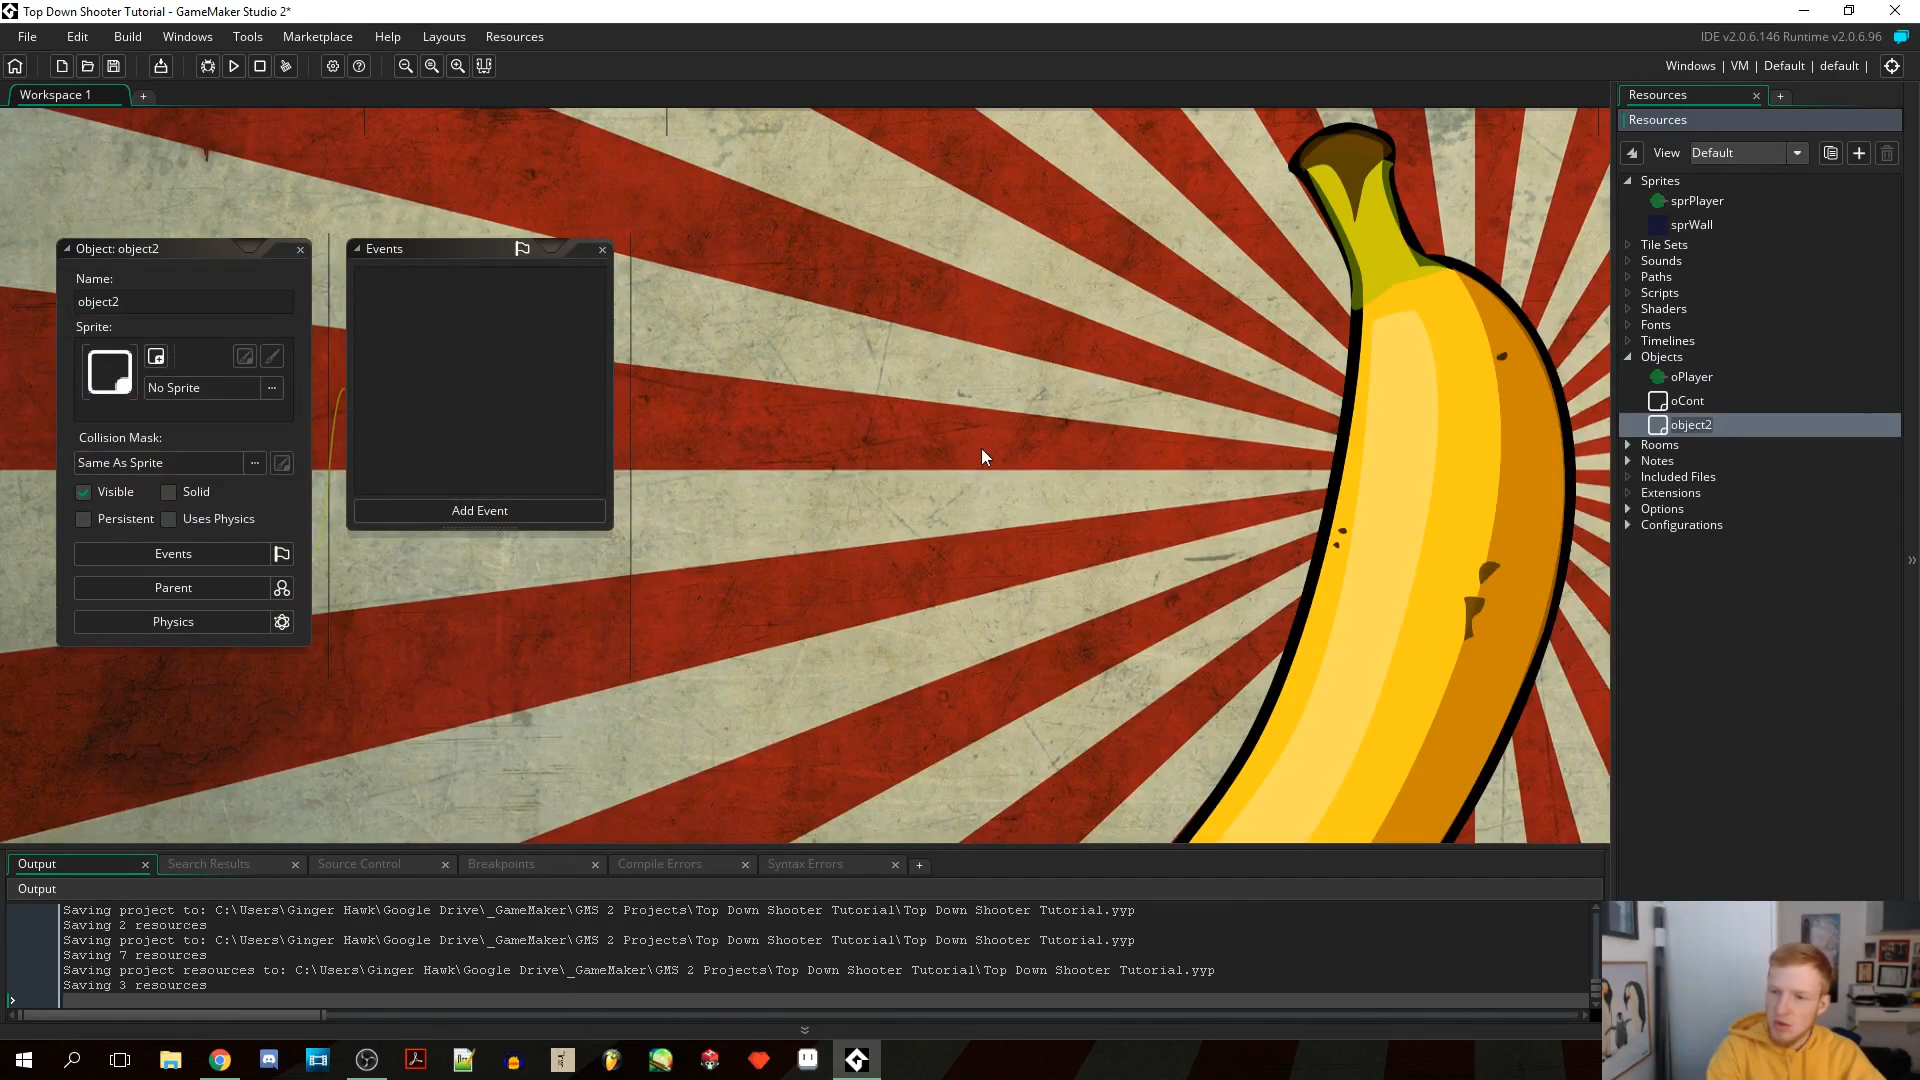 Top Down Shooter Tutorial - GameMaker Studio 2*
File Edit Build Windows Tools Marketplace Help Layouts Resources
IDE v2.0.6.146 Runtime v2.0.6.96
Windows | VM | Default | default |
Workspace 1
Resources
Resources
View Default
Sprites
sprPlayer
sprWall
Tile Sets
Sounds
Paths
Scripts
Shaders
Fonts
Timelines
Objects
oPlayer
oCont
object2
Rooms
Notes
Included Files
Extensions
Options
Configurations
Object: object2
Name:
object2
Sprite:
No Sprite
Collision Mask:
Same As Sprite
Visible Solid
Persistent Uses Physics
Events
Parent
Physics
Events
Add Event
Output Search Results Source Control Breakpoints Compile Errors Syntax Errors
Output
Saving project to: C:\Users\Ginger Hawk\Google Drive\_GameMaker\GMS 2 Projects\Top Down Shooter Tutorial\Top Down Shooter Tutorial.yyp
Saving 2 resources
Saving project to: C:\Users\Ginger Hawk\Google Drive\_GameMaker\GMS 2 Projects\Top Down Shooter Tutorial\Top Down Shooter Tutorial.yyp
Saving 7 resources
Saving project resources to: C:\Users\Ginger Hawk\Google Drive\_GameMaker\GMS 2 Projects\Top Down Shooter Tutorial\Top Down Shooter Tutorial.yyp
Saving 3 resources